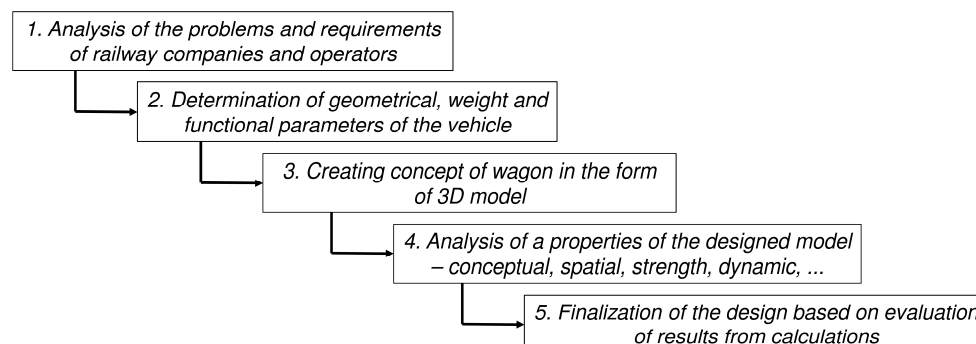 1. Analysis of the problems and requirements
of railway companies and operators
2. Determination of geometrical, weight and
functional parameters of the vehicle
3. Creating concept of wagon in the form
of 3D model
4. Analysis of a properties of the designed model
– conceptual, spatial, strength, dynamic, ...
5. Finalization of the design based on evaluation
of results from calculations